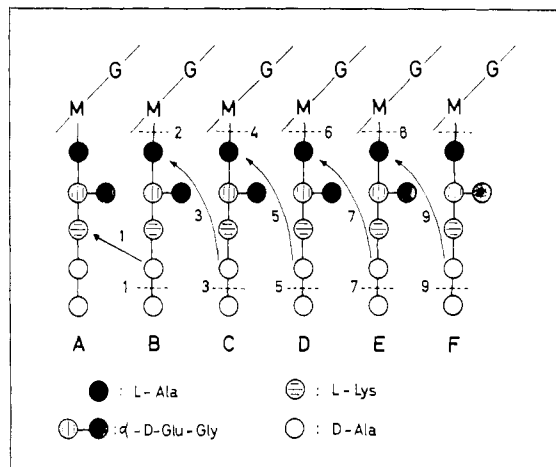 G G G G G G
M M M M M M
2 4 6 8
3 5 7 9
1
1 3 5 7 9
A B C D E F
: L-Ala : L-Lys
: α-D-Glu-Gly : D-Ala